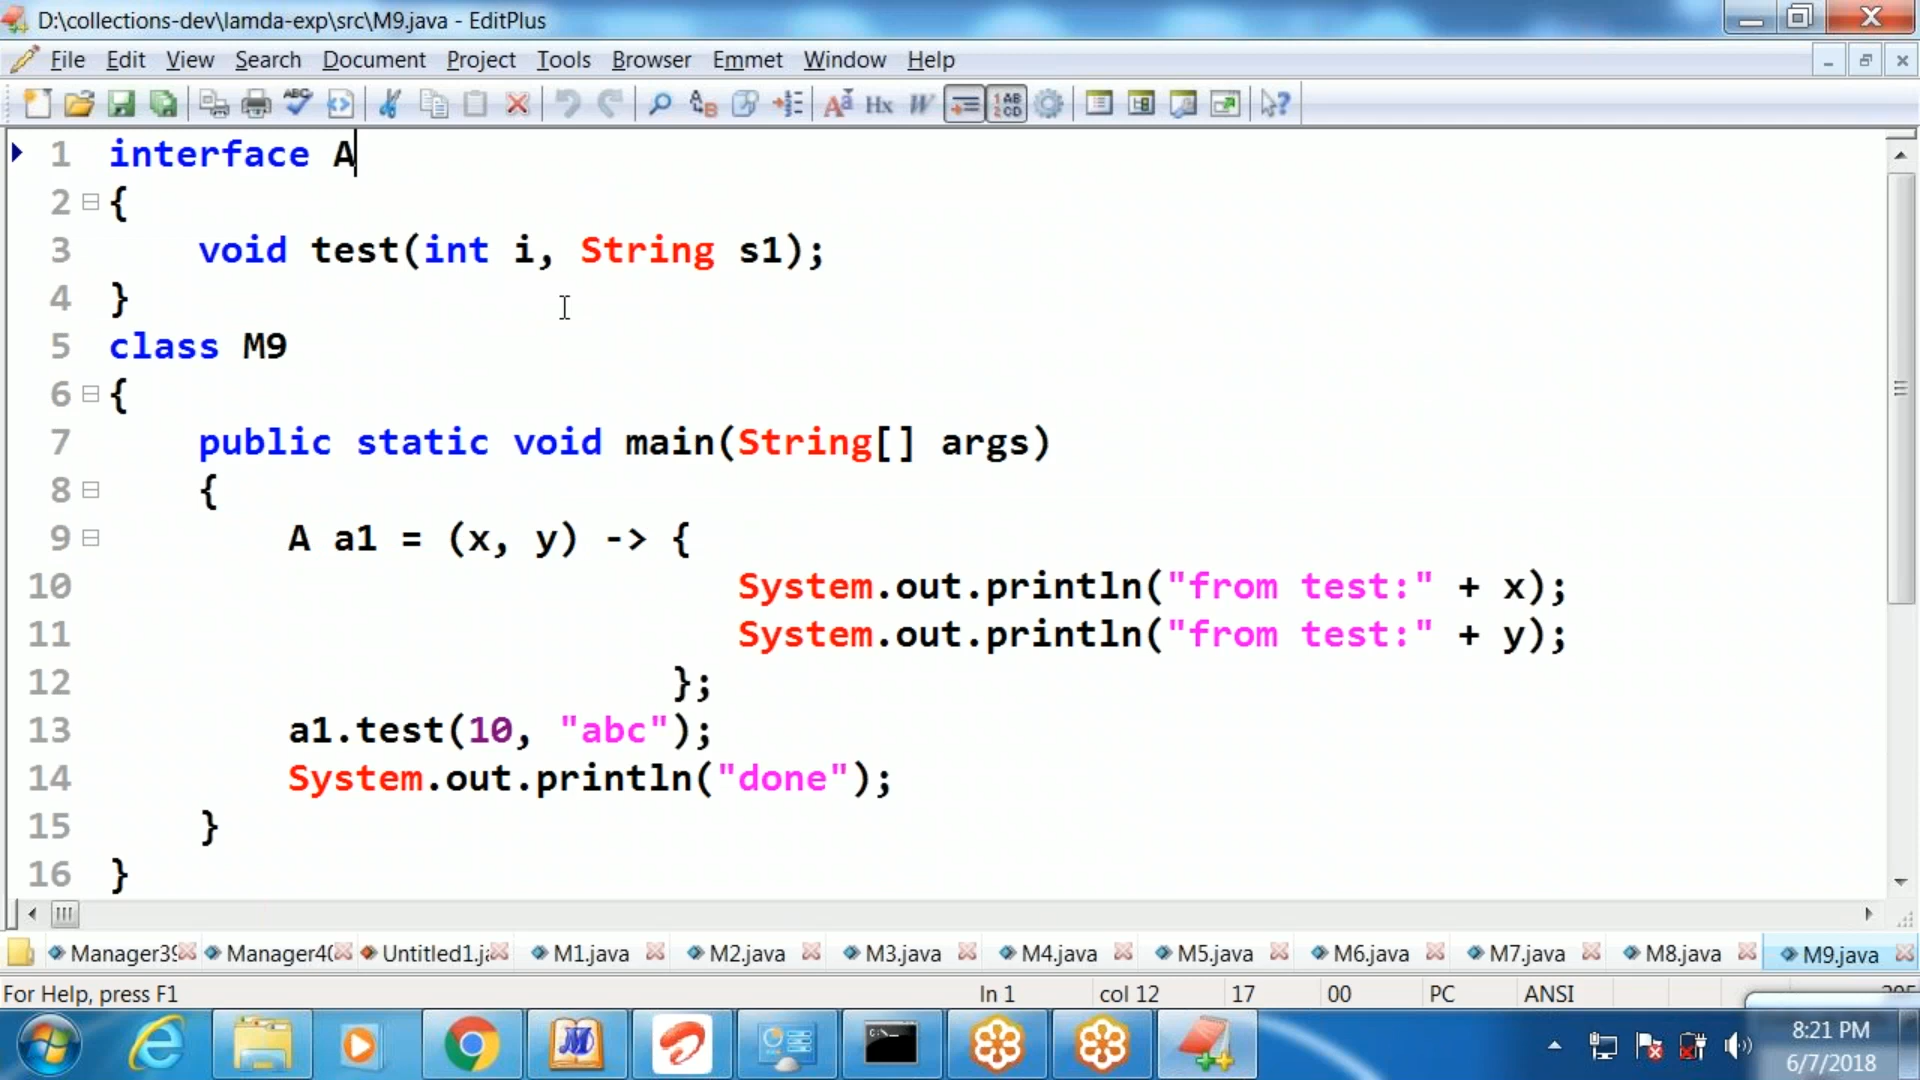 D:\collections-dev\lamda-exp\src\M9.java - EditPlus
File Edit View Search Document Project Tools Browser Emmet Window Help
1 interface A
2 {
3 void test(int i, String s1);
4 }
5 class M9
6 {
7 public static void main(String[] args)
8 {
9 A a1 = (x, y) -> {
10 System.out.println("from test:" + x);
11 System.out.println("from test:" + y);
12 };
13 a1.test(10, "abc");
14 System.out.println("done");
15 }
16 }
Manager39 Manager40 Untitled1.ja M1.java M2.java M3.java M4.java M5.java M6.java M7.java M8.java M9.java
For Help, press F1 ln 1 col 12 17 00 PC ANSI
8:21 PM
6/7/2018